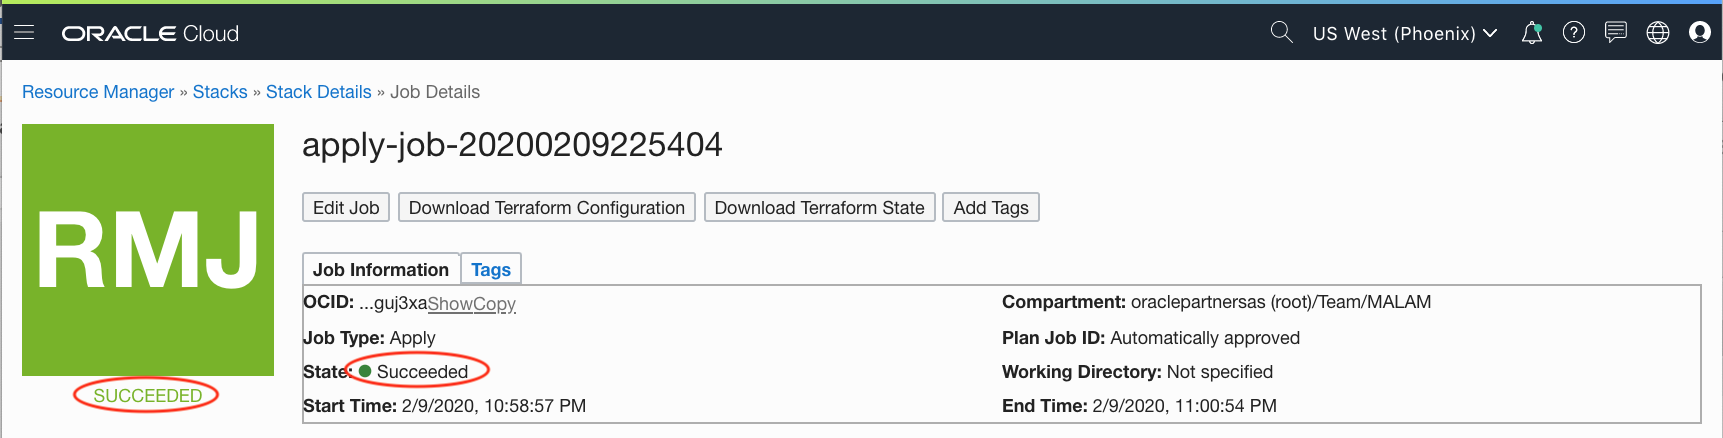 ORACLE Cloud
US West (Phoenix)
Resource Manager » Stacks » Stack Details » Job Details
RMJ
SUCCEEDED
apply-job-20200209225404
Edit Job Download Terraform Configuration Download Terraform State Add Tags
Job Information Tags
OCID: ...guj3xaShowCopy
Compartment: oraclepartnersas (root)/Team/MALAM
Job Type: Apply
Plan Job ID: Automatically approved
State: Succeeded
Working Directory: Not specified
Start Time: 2/9/2020, 10:58:57 PM
End Time: 2/9/2020, 11:00:54 PM